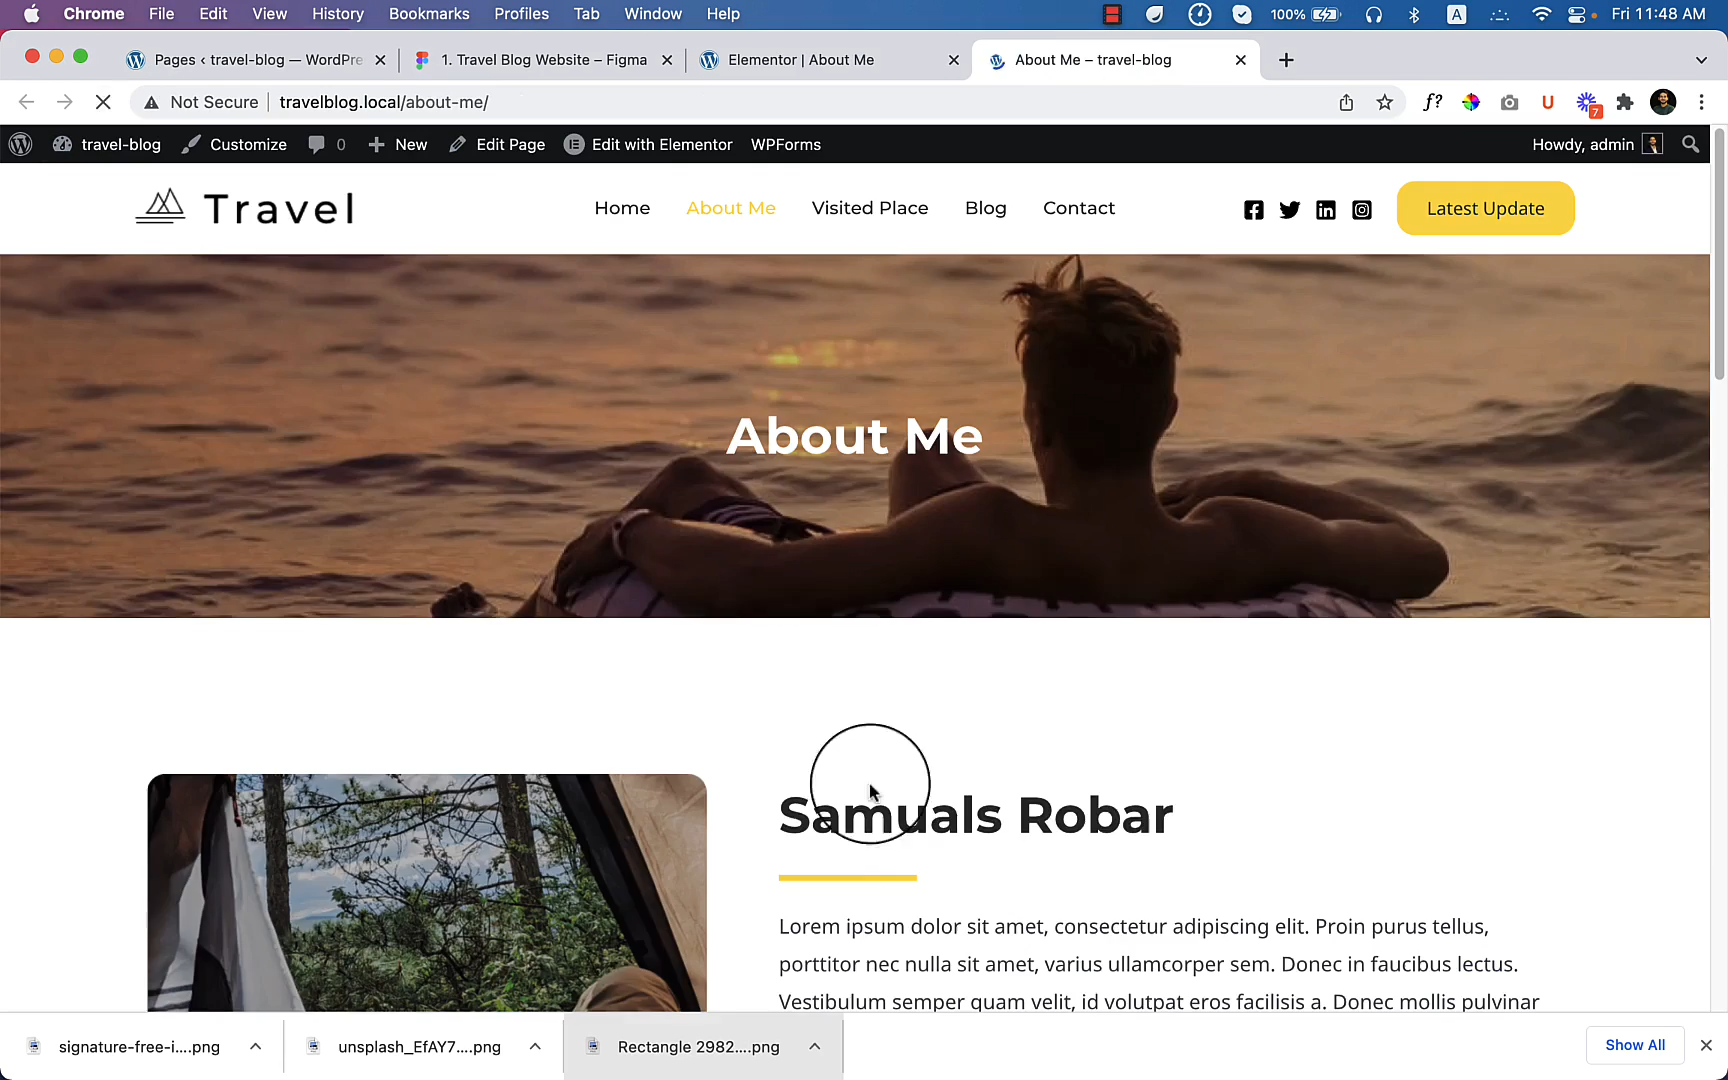 Chrome File Edit View History Bookmarks Profiles Tab Window Help 100% A Fri 11:48 AM
Pages ‹ travel-blog — WordPre 1. Travel Blog Website – Figma Elementor | About Me About Me – travel-blog
Not Secure travelblog.local/about-me/ f? U 7
travel-blog Customize 0 New Edit Page Edit with Elementor WPForms Howdy, admin
Travel Home About Me Visited Place Blog Contact Latest Update
About Me
Samuals Robar
Lorem ipsum dolor sit amet, consectetur adipiscing elit. Proin purus tellus,
porttitor nec nulla sit amet, varius ullamcorper sem. Donec in faucibus lectus.
Vestibulum semper quam velit, id volutpat eros facilisis a. Donec mollis pulvinar
signature-free-i....png unsplash_EfAY7....png Rectangle 2982....png Show All